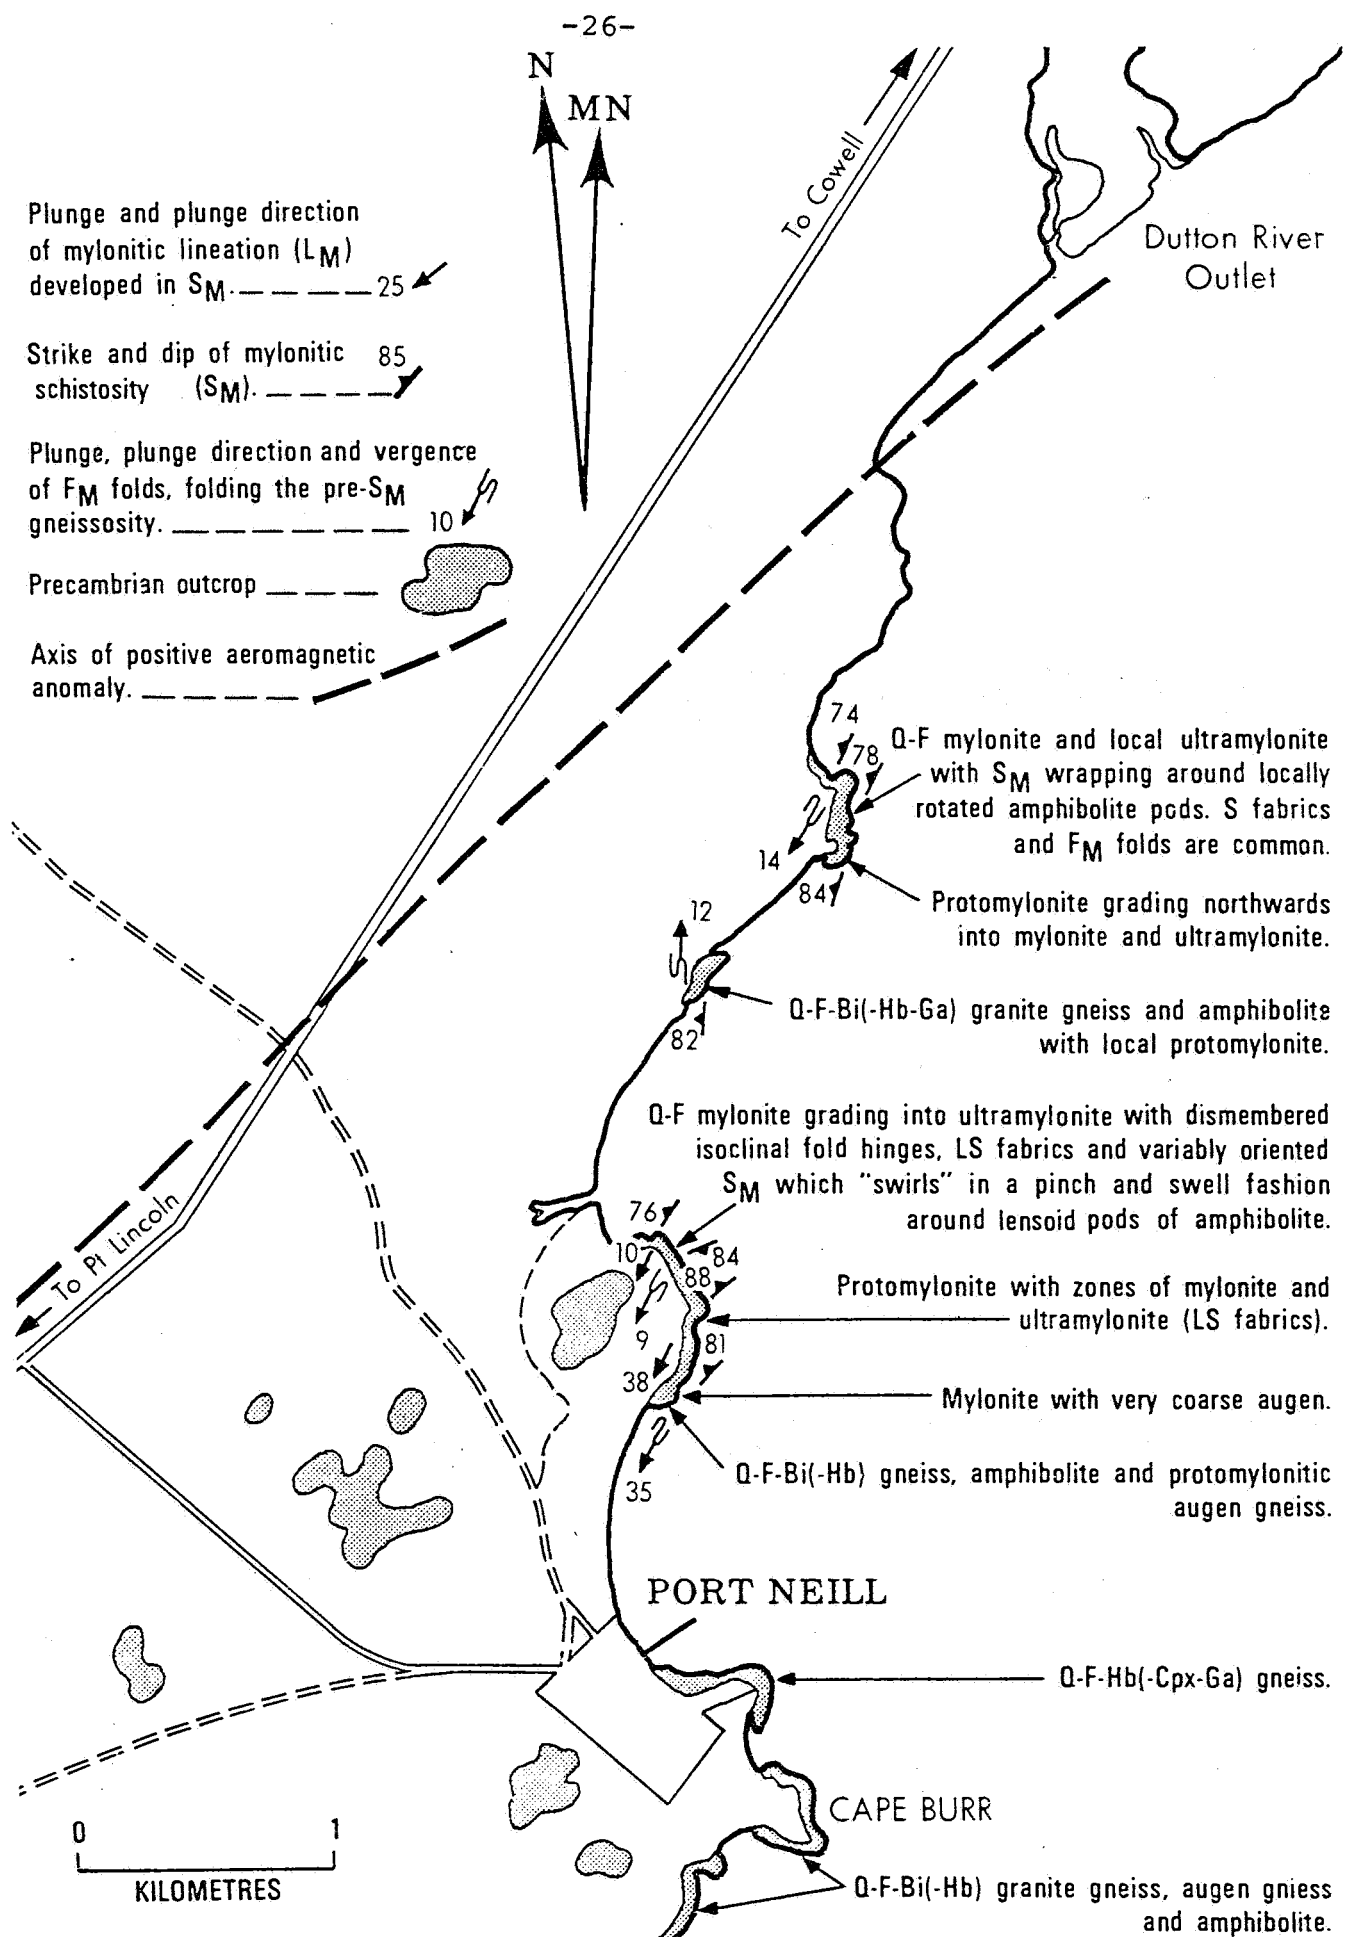 -26-
N
MN
To Cowell
Plunge and plunge direction
of mylonitic lineation (LM)
developed in SM. 25
Dutton River
Outlet
Strike and dip of mylonitic 85
schistosity (SM).
Plunge, plunge direction and vergence
of FM folds, folding the pre-SM
gneissosity. 10
Precambrian outcrop
Axis of positive aeromagnetic
anomaly.
74
78
Q-F mylonite and local ultramylonite
with SM wrapping around locally
rotated amphibolite pods. S fabrics
and FM folds are common.
14
84
Protomylonite grading northwards
into mylonite and ultramylonite.
12
Q-F-Bi(-Hb-Ga) granite gneiss and amphibolite
with local protomylonite.
82
Q-F mylonite grading into ultramylonite with dismembered
isoclinal fold hinges, LS fabrics and variably oriented
SM which "swirls" in a pinch and swell fashion
around lensoid pods of amphibolite.
76
10
84
88
To Pt Lincoln
Protomylonite with zones of mylonite and
ultramylonite (LS fabrics).
9
81
38
Mylonite with very coarse augen.
35
Q-F-Bi(-Hb) gneiss, amphibolite and protomylonitic
augen gneiss.
PORT NEILL
Q-F-Hb(-Cpx-Ga) gneiss.
CAPE BURR
0 1
KILOMETRES
Q-F-Bi(-Hb) granite gneiss, augen gniess
and amphibolite.